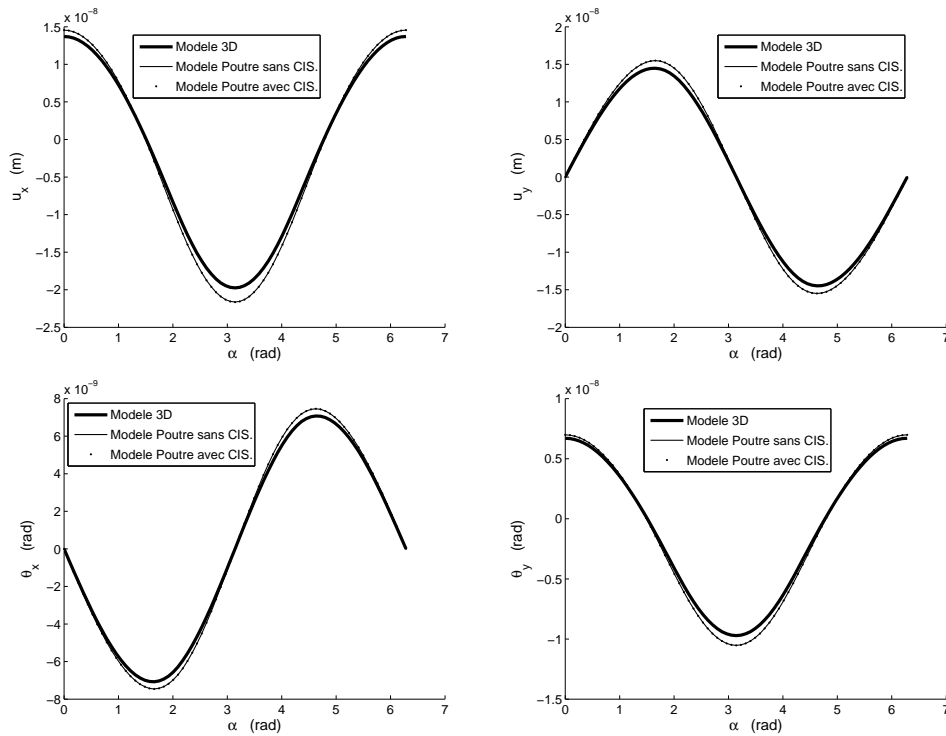 x 10^-8
1.5
1
0.5
0
−0.5
−1
−1.5
−2
−2.5
u_x (m)
0 1 2 3 4 5 6 7
α (rad)
Modele 3D
Modele Poutre sans CIS.
Modele Poutre avec CIS.
x 10^-8
2
1.5
1
0.5
0
−0.5
−1
−1.5
−2
u_y (m)
0 1 2 3 4 5 6 7
α (rad)
Modele 3D
Modele Poutre sans CIS.
Modele Poutre avec CIS.
x 10^-9
8
6
4
2
0
−2
−4
−6
−8
θ_x (rad)
0 1 2 3 4 5 6 7
α (rad)
Modele 3D
Modele Poutre sans CIS.
Modele Poutre avec CIS.
x 10^-8
1
0.5
0
−0.5
−1
−1.5
θ_y (rad)
0 1 2 3 4 5 6 7
α (rad)
Modele 3D
Modele Poutre sans CIS.
Modele Poutre avec CIS.